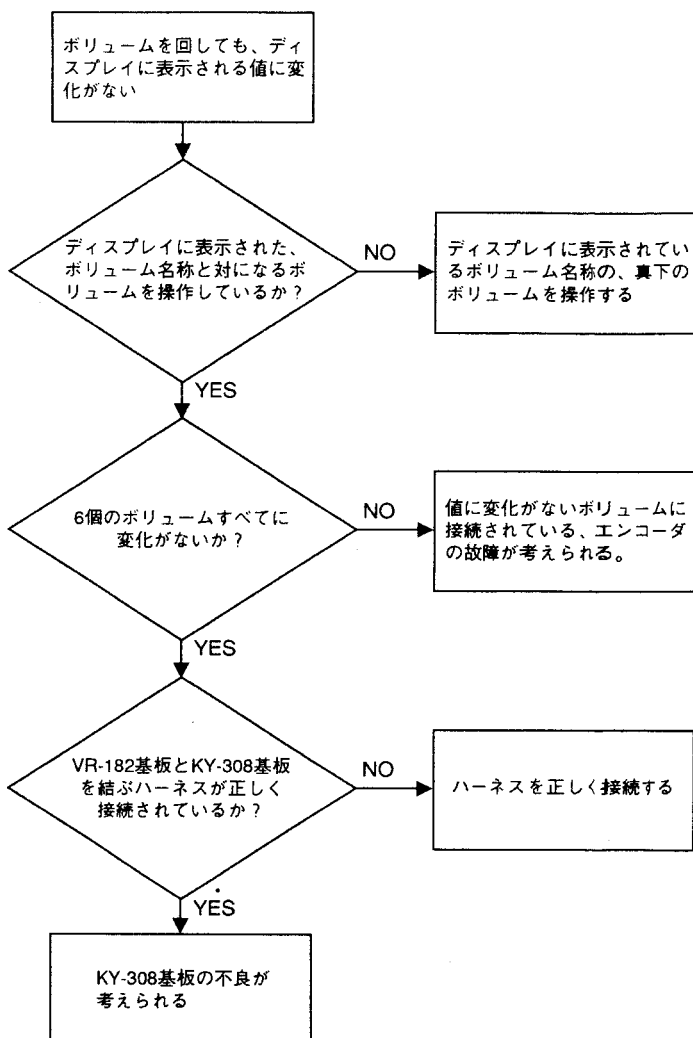 ボリュームを回しても、ディ
スプレイに表示される値に変
化がない
ディスプレイに表示された、
ボリューム名称と対になるボ
リュームを操作しているか？
NO
ディスプレイに表示されてい
るボリューム名称の、真下の
ボリュームを操作する
YES
6個のボリュームすべてに
変化がないか？
NO
値に変化がないボリュームに
接続されている、エンコーダ
の故障が考えられる。
YES
VR-182基板とKY-308基板
を結ぶハーネスが正しく
接続されているか？
NO
ハーネスを正しく接続する
YES
KY-308基板の不良が
考えられる